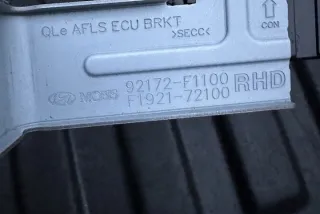 QLe AFLS ECU BRKT
>SECC<
CON
92172-F1100 RHD
F1921-72100